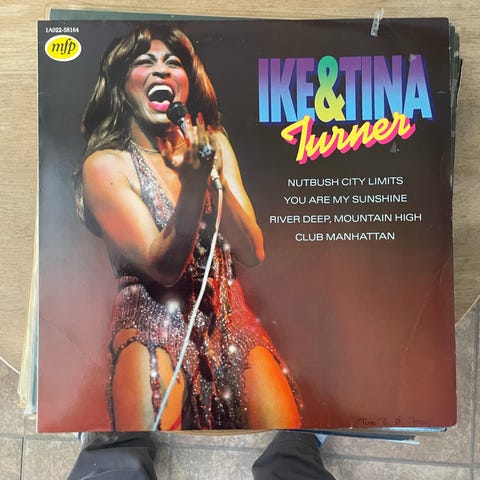 1A022-58164
mfp
IKE&TINA
Turner
NUTBUSH CITY LIMITS
YOU ARE MY SUNSHINE
RIVER DEEP, MOUNTAIN HIGH
CLUB MANHATTAN